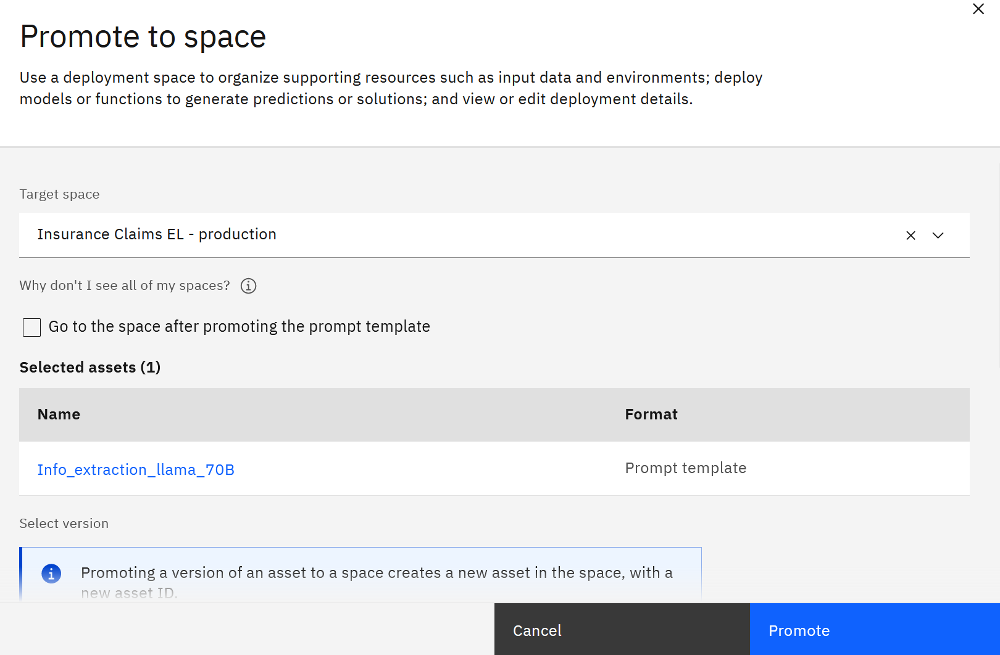 Promote to space
Use a deployment space to organize supporting resources such as input data and environments; deploy
models or functions to generate predictions or solutions; and view or edit deployment details.
Target space
Insurance Claims EL - production
Why don't I see all of my spaces?
Go to the space after promoting the prompt template
Selected assets (1)
Name Format
Info_extraction_llama_70B Prompt template
Select version
Promoting a version of an asset to a space creates a new asset in the space, with a
new asset ID.
Cancel Promote